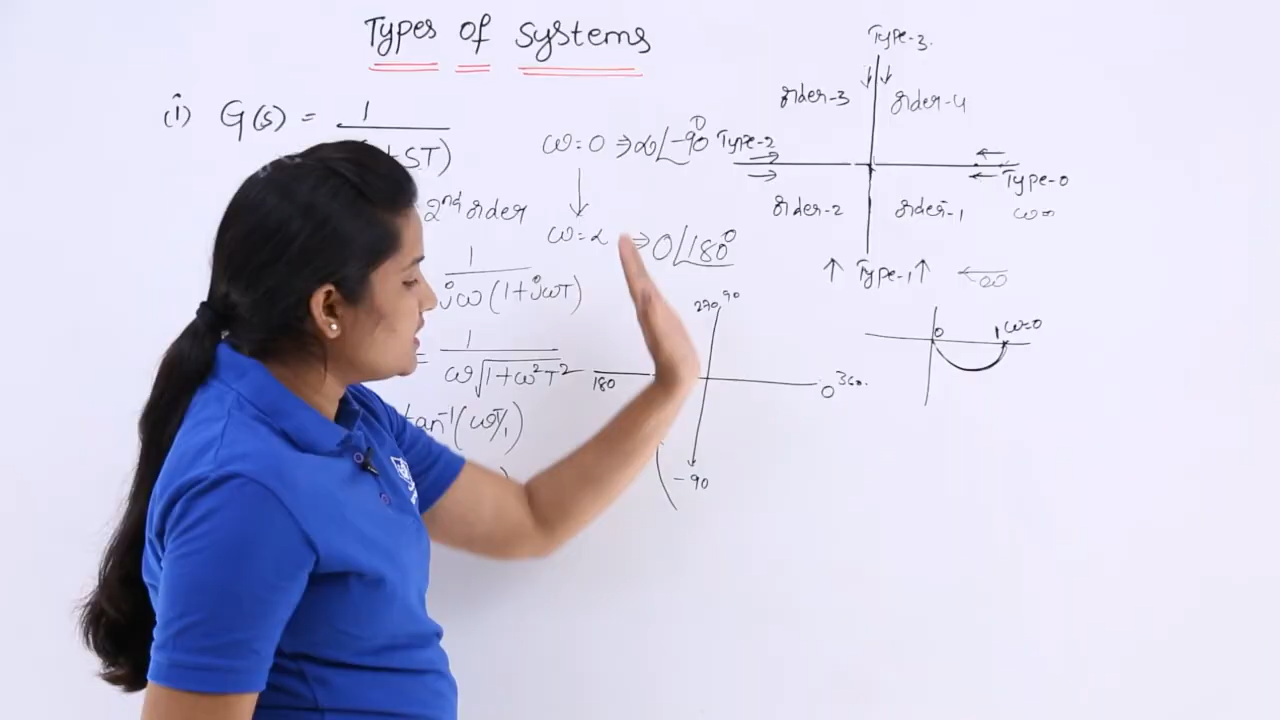 Types of Systems
(i) G(s) = 1
+ST)
2nd order
1
jω(1+jωT)
= 1
ω√1+ω²T²
tan⁻¹(ωT/1)
ω=0 ⇒ ∝∠-90°
ω=∝ ⇒ 0∠180°
Type-3.
order-3 order-4
Type-2
Type-0
ω=
order-2 order-1
Type-1
∞
0 1 ω=0
270 90
180 0 360.
-90